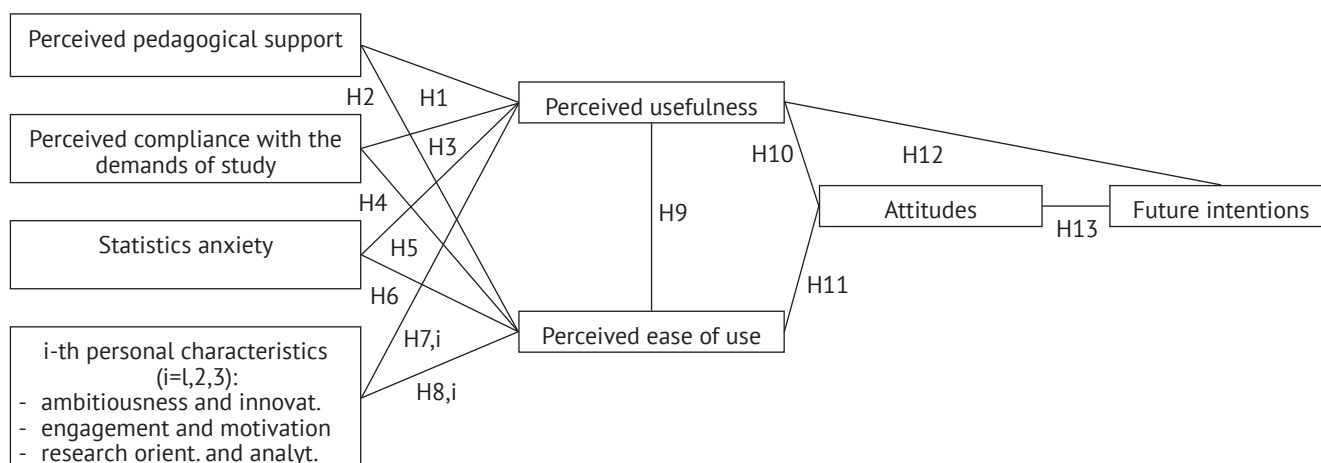 Perceived pedagogical support
H2
H1
Perceived usefulness
Perceived compliance with the
demands of study
H3
H10
H12
H4
H9
Attitudes
H13
Future intentions
Statistics anxiety
H5
H6
H11
Perceived ease of use
H7,i
H8,i
i-th personal characteristics
(i=l,2,3):
- ambitiousness and innovat.
- engagement and motivation
- research orient. and analyt.